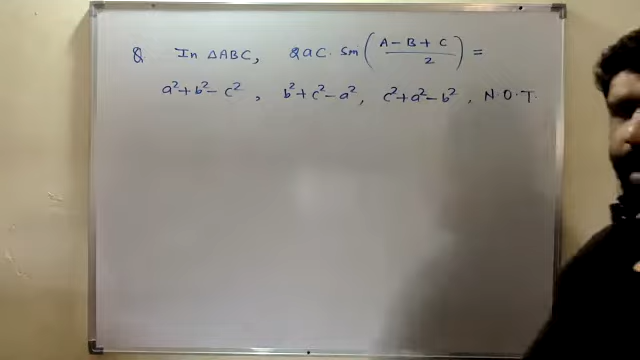 Q In ΔABC, 2ac. sin((A-B+C)/2) =
a²+b²-c², b²+c²-a², c²+a²-b², N.O.T.